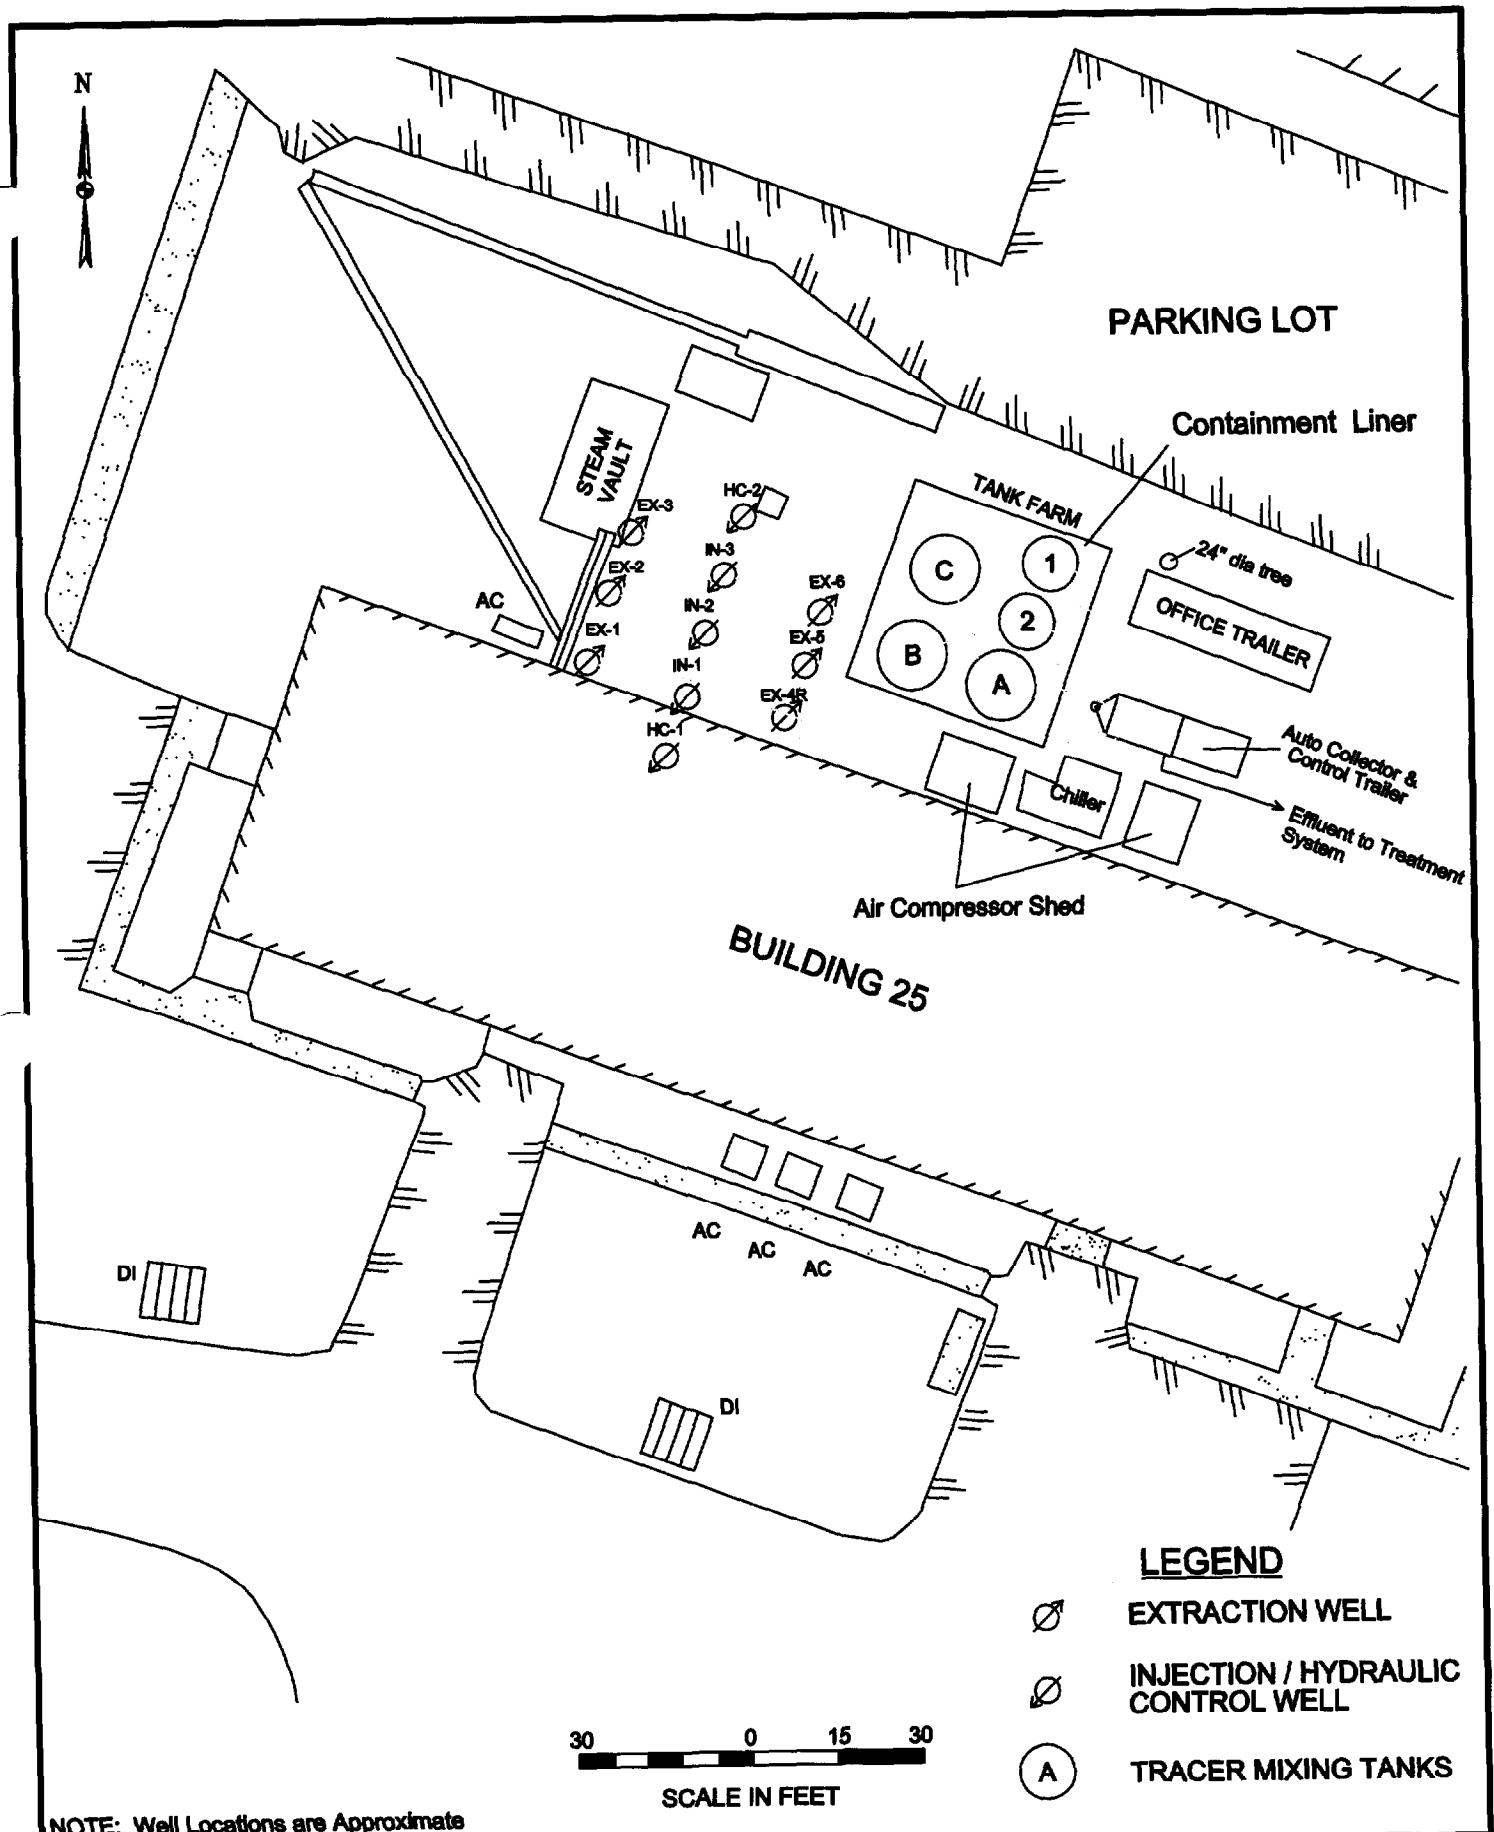 N
PARKING LOT
Containment Liner
TANK FARM
STEAM
VAULT
EX-3
HC-2
IN-3
EX-2
EX-6
C
1
24" dia tree
AC
IN-2
2
OFFICE TRAILER
EX-1
EX-5
B
IN-1
A
EX-4R
HC-1
Auto Collector &
Control Trailer
Chiller
Effluent to Treatment
System
Air Compressor Shed
BUILDING 25
AC
AC
AC
DI
DI
LEGEND
EXTRACTION WELL
INJECTION / HYDRAULIC
CONTROL WELL
A
TRACER MIXING TANKS
30 0 15 30
SCALE IN FEET
NOTE: Well Locations are Approximate